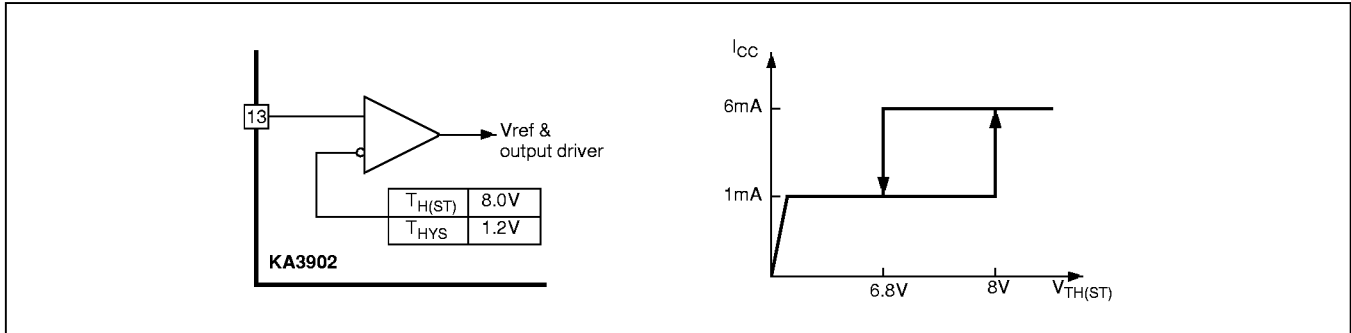 13
Vref &
output driver
TH(ST) 8.0V
THYS 1.2V
KA3902
ICC
6mA
1mA
6.8V 8V VTH(ST)